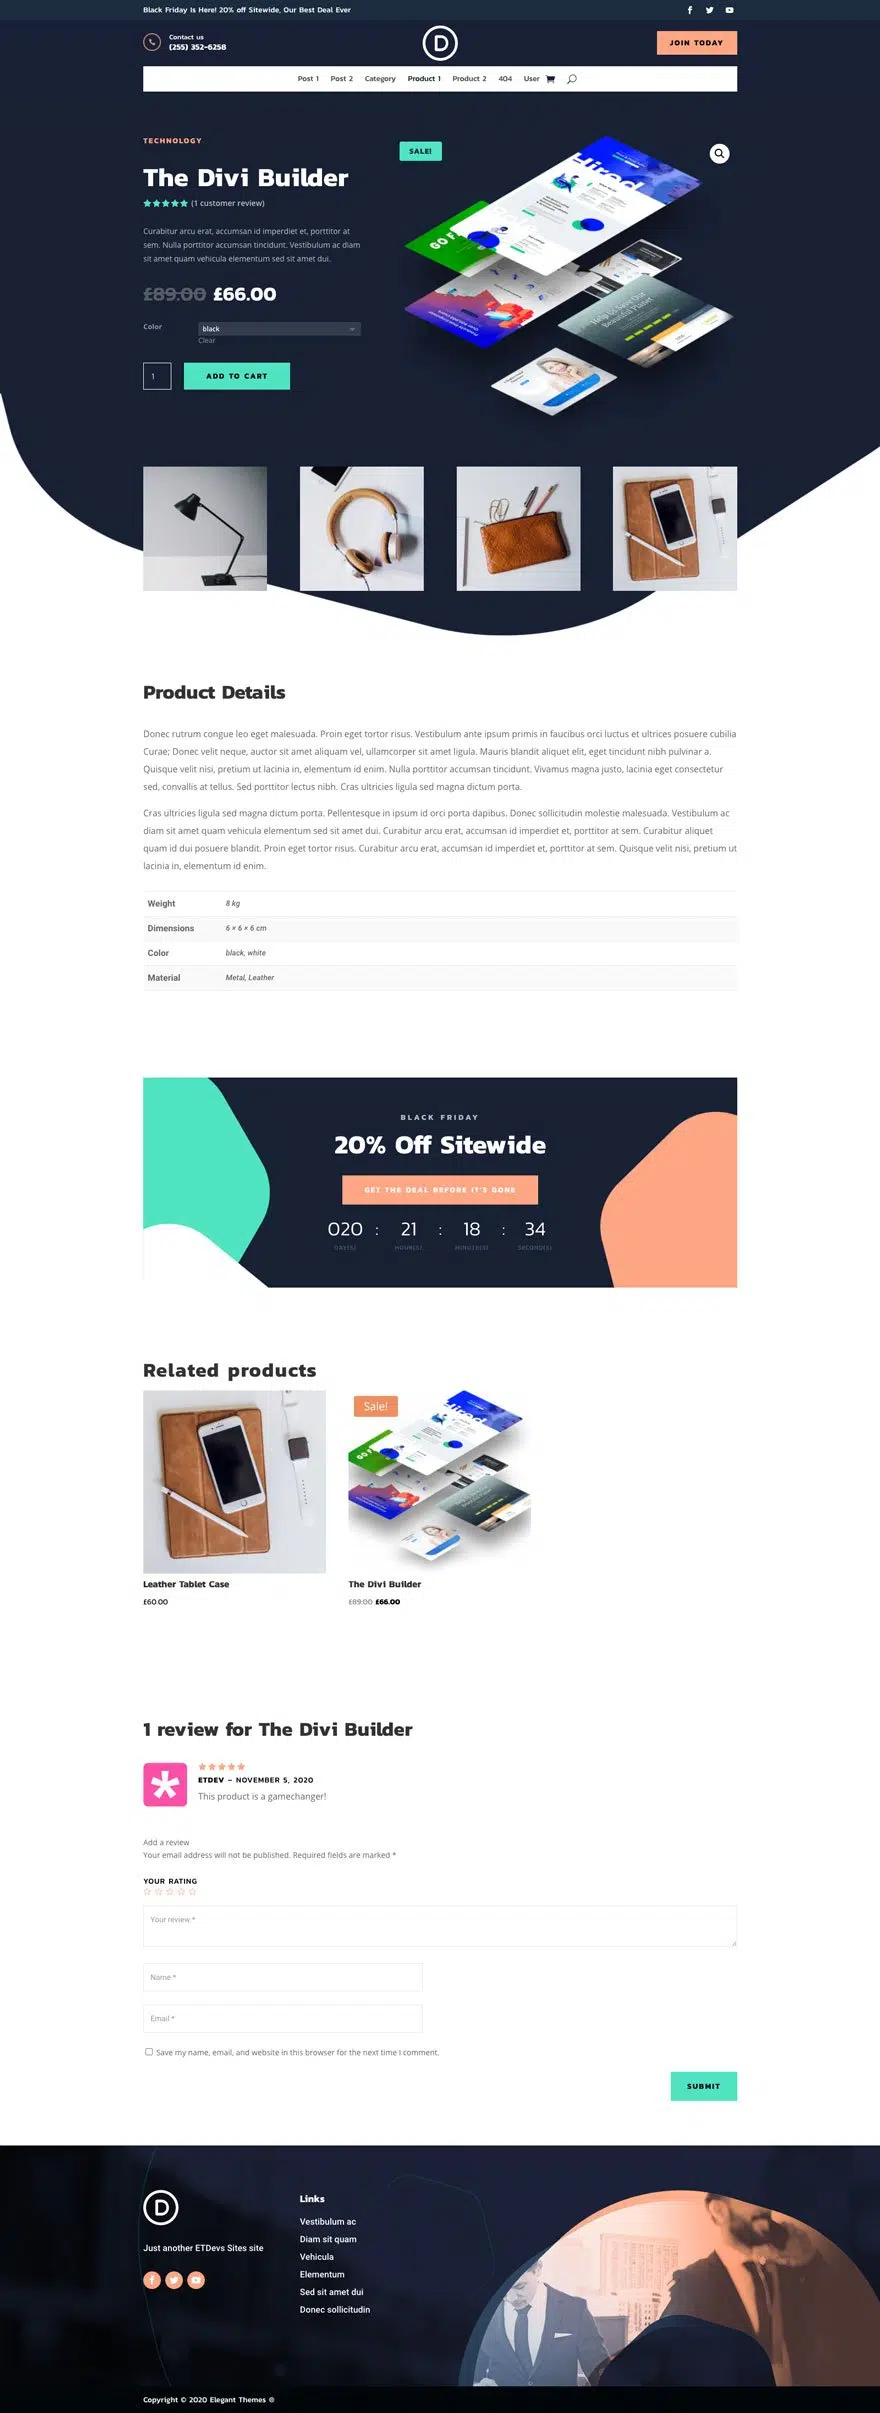 Black Friday Is Here! 20% off Sitewide, Our Best Deal Ever
Contact us
(255) 352-6258
D
JOIN TODAY
Post 1 Post 2 Category Product 1 Product 2 404 User
TECHNOLOGY
The Divi Builder
(1 customer review)
Curabitur arcu erat, accumsan id imperdiet et, porttitor at
sem. Nulla porttitor accumsan tincidunt. Vestibulum ac diam
sit amet quam vehicula elementum sed sit amet dui.
£89.00 £66.00
Color
black
Clear
1
ADD TO CART
SALE!
Hired
Product Details
Donec rutrum congue leo eget malesuada. Proin eget tortor risus. Vestibulum ante ipsum primis in faucibus orci luctus et ultrices posuere cubilia
Curae; Donec velit neque, auctor sit amet aliquam vel, ullamcorper sit amet ligula. Mauris blandit aliquet elit, eget tincidunt nibh pulvinar a.
Quisque velit nisi, pretium ut lacinia in, elementum id enim. Nulla porttitor accumsan tincidunt. Vivamus magna justo, lacinia eget consectetur
sed, convallis at tellus. Sed porttitor lectus nibh. Cras ultricies ligula sed magna dictum porta.
Cras ultricies ligula sed magna dictum porta. Pellentesque in ipsum id orci porta dapibus. Donec sollicitudin molestie malesuada. Vestibulum ac
diam sit amet quam vehicula elementum sed sit amet dui. Curabitur arcu erat, accumsan id imperdiet et, porttitor at sem. Curabitur aliquet
quam id dui posuere blandit. Proin eget tortor risus. Curabitur arcu erat, accumsan id imperdiet et, porttitor at sem. Quisque velit nisi, pretium ut
lacinia in, elementum id enim.
Weight 8 kg
Dimensions 6 × 6 × 6 cm
Color black, white
Material Metal, Leather
BLACK FRIDAY
20% Off Sitewide
GET THE DEAL BEFORE IT'S GONE
020 : 21 : 18 : 34
DAY(S) HOUR(S) MINUTE(S) SECOND(S)
Related products
Sale!
Hired
Leather Tablet Case
£60.00
The Divi Builder
£89.00 £66.00
1 review for The Divi Builder
ETDEV – NOVEMBER 5, 2020
This product is a gamechanger!
Add a review
Your email address will not be published. Required fields are marked *
YOUR RATING
Your review *
Name *
Email *
Save my name, email, and website in this browser for the next time I comment.
SUBMIT
D
Just another ETDevs Sites site
Links
Vestibulum ac
Diam sit quam
Vehicula
Elementum
Sed sit amet dui
Donec sollicitudin
Copyright © 2020 Elegant Themes ®